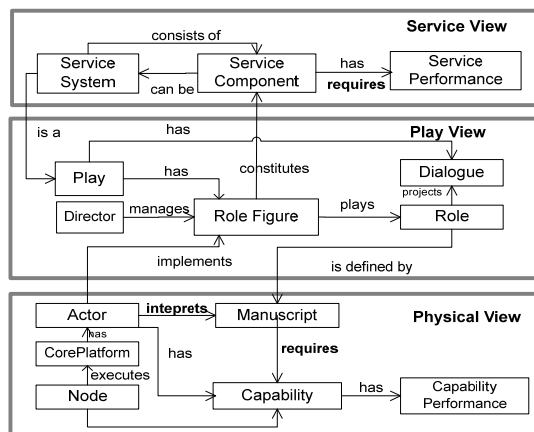 Service View
consists of
Service
System
Service
Component
has
requires
Service
Performance
can be
is a
Play View
has
constitutes
Dialogue
Play
has
projects
Director
manages
Role Figure
plays
Role
implements
is defined by
Physical View
Actor
inteprets
Manuscript
has
CorePlatform
has
requires
executes
Node
Capability
has
Capability
Performance